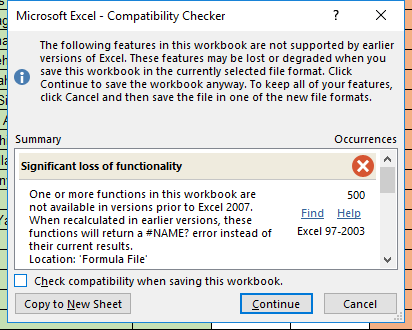 Microsoft Excel - Compatibility Checker
The following features in this workbook are not supported by earlier
versions of Excel. These features may be lost or degraded when you
save this workbook in the currently selected file format. Click
Continue to save the workbook anyway. To keep all of your features,
click Cancel and then save the file in one of the new file formats.
Summary Occurrences
Significant loss of functionality
One or more functions in this workbook are 500
not available in versions prior to Excel 2007.
When recalculated in earlier versions, these Find Help
functions will return a #NAME? error instead of Excel 97-2003
their current results.
Location: 'Formula File'
Check compatibility when saving this workbook.
Copy to New Sheet Continue Cancel